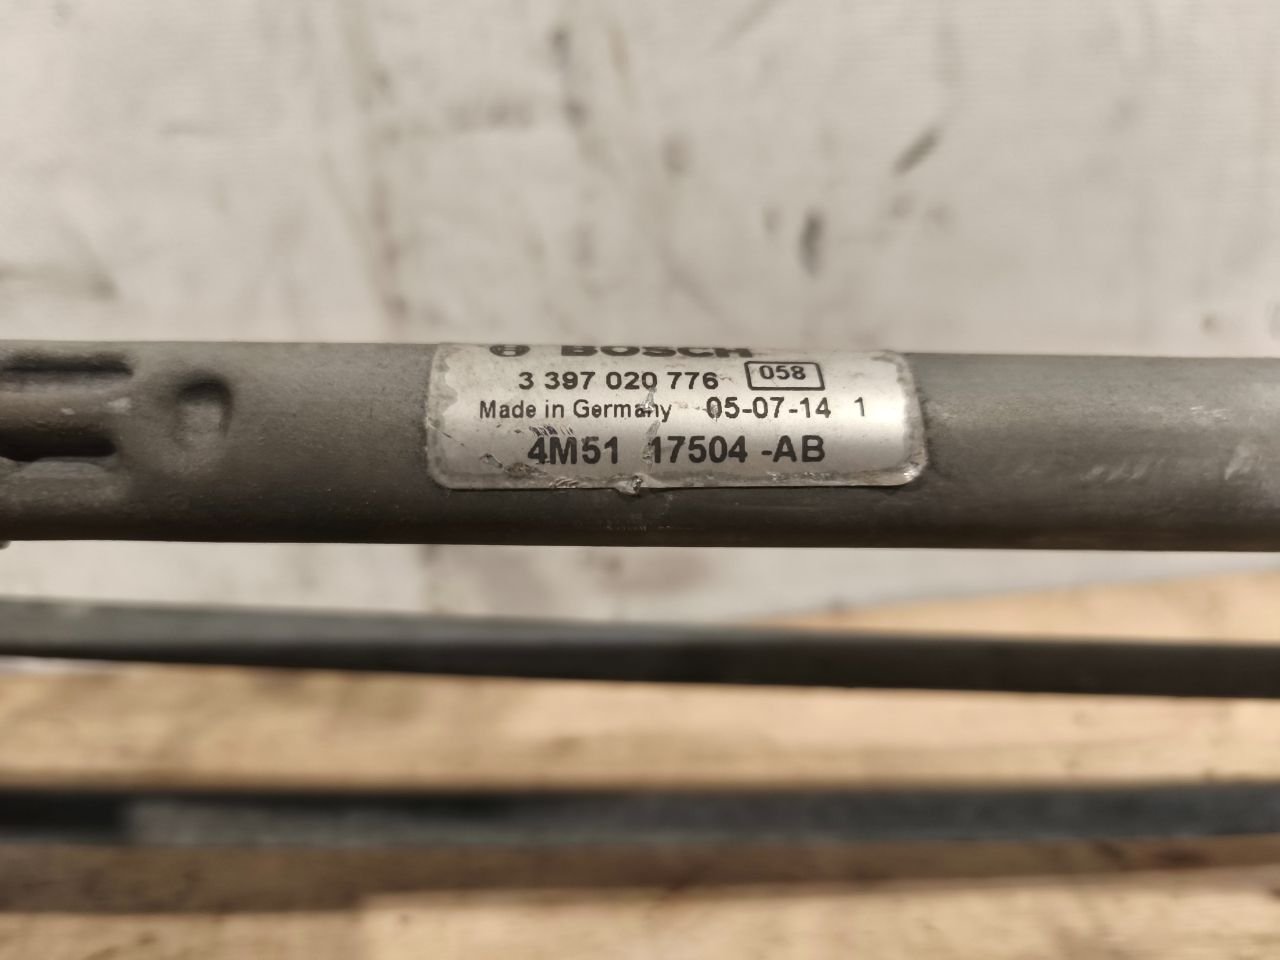 BOSCH
3 397 020 776 058
Made in Germany 05-07-14 1
4M51 17504 -AB